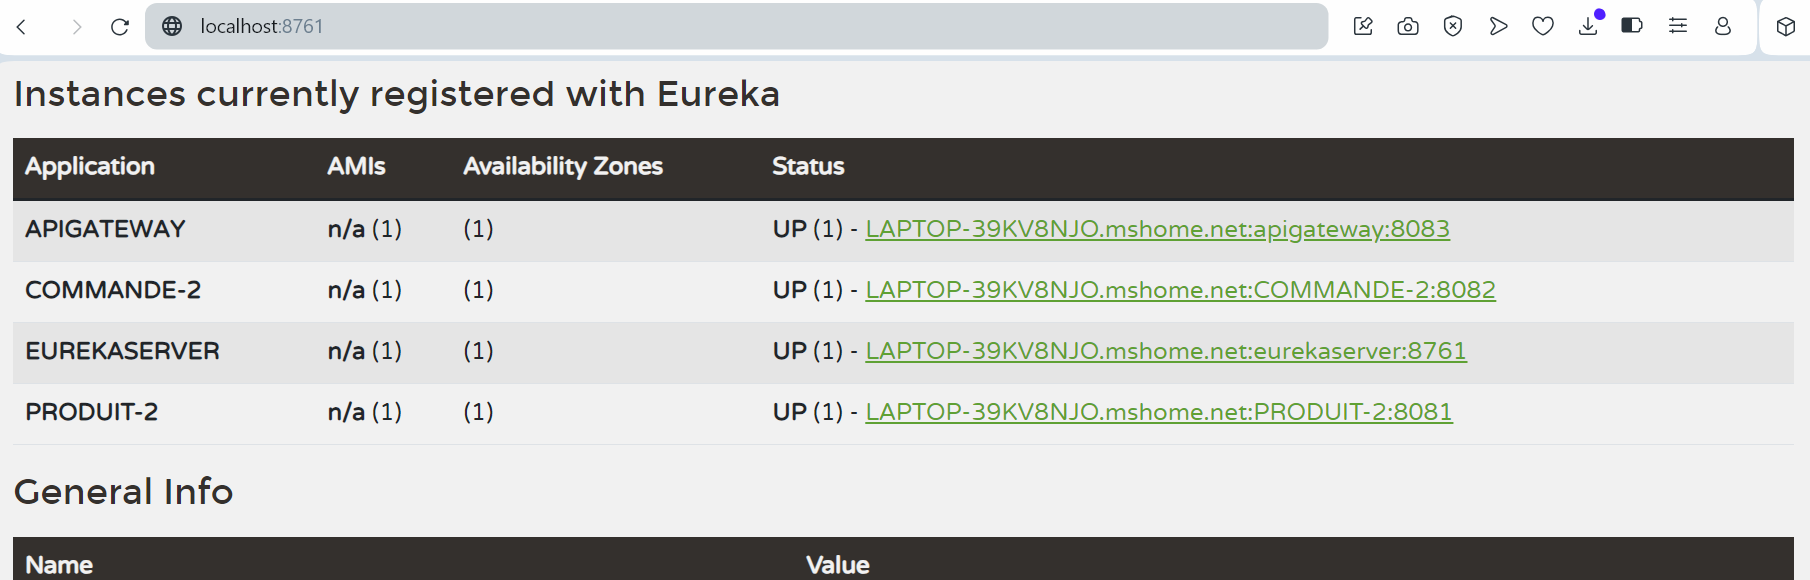 localhost:8761
Instances currently registered with Eureka
Application AMIs Availability Zones Status
APIGATEWAY n/a (1) (1) UP (1) - LAPTOP-39KV8NJO.mshome.net:apigateway:8083
COMMANDE-2 n/a (1) (1) UP (1) - LAPTOP-39KV8NJO.mshome.net:COMMANDE-2:8082
EUREKASERVER n/a (1) (1) UP (1) - LAPTOP-39KV8NJO.mshome.net:eurekaserver:8761
PRODUIT-2 n/a (1) (1) UP (1) - LAPTOP-39KV8NJO.mshome.net:PRODUIT-2:8081
General Info
Name Value